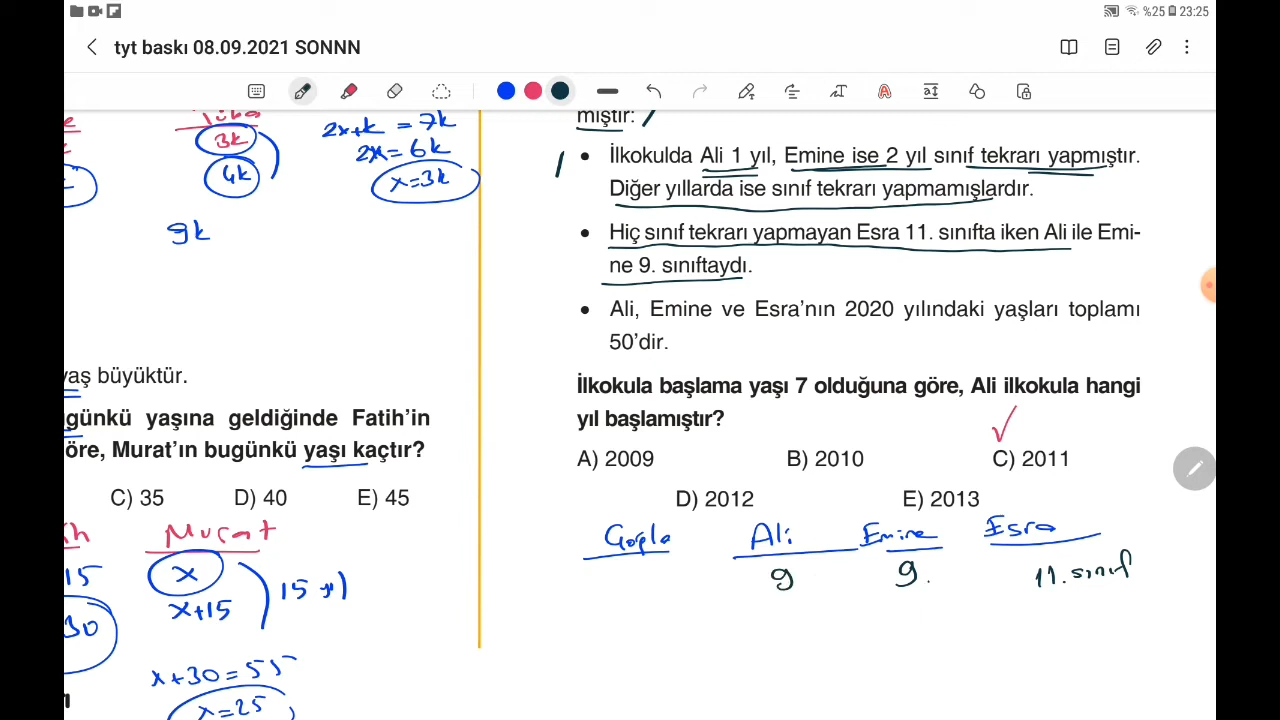 %25 23:25
tyt baskı 08.09.2021 SONNN
3k
4k
2x+k = 7k
2x = 6k
x=3k
9k
yaş büyüktür.
günkü yaşına geldiğinde Fatih'in
öre, Murat'ın bugünkü yaşı kaçtır?
C) 35 D) 40 E) 45
Murat
15 x
30 x+15
15 yıl
x+30=55
x=25
mıştır:
• İlkokulda Ali 1 yıl, Emine ise 2 yıl sınıf tekrarı yapmıştır.
Diğer yıllarda ise sınıf tekrarı yapmamışlardır.
• Hiç sınıf tekrarı yapmayan Esra 11. sınıfta iken Ali ile Emi-
ne 9. sınıftaydı.
• Ali, Emine ve Esra'nın 2020 yılındaki yaşları toplamı
50'dir.
İlkokula başlama yaşı 7 olduğuna göre, Ali ilkokula hangi
yıl başlamıştır?
A) 2009 B) 2010 C) 2011
D) 2012 E) 2013
Ali Emine Esra
9 9. 11. sınıf